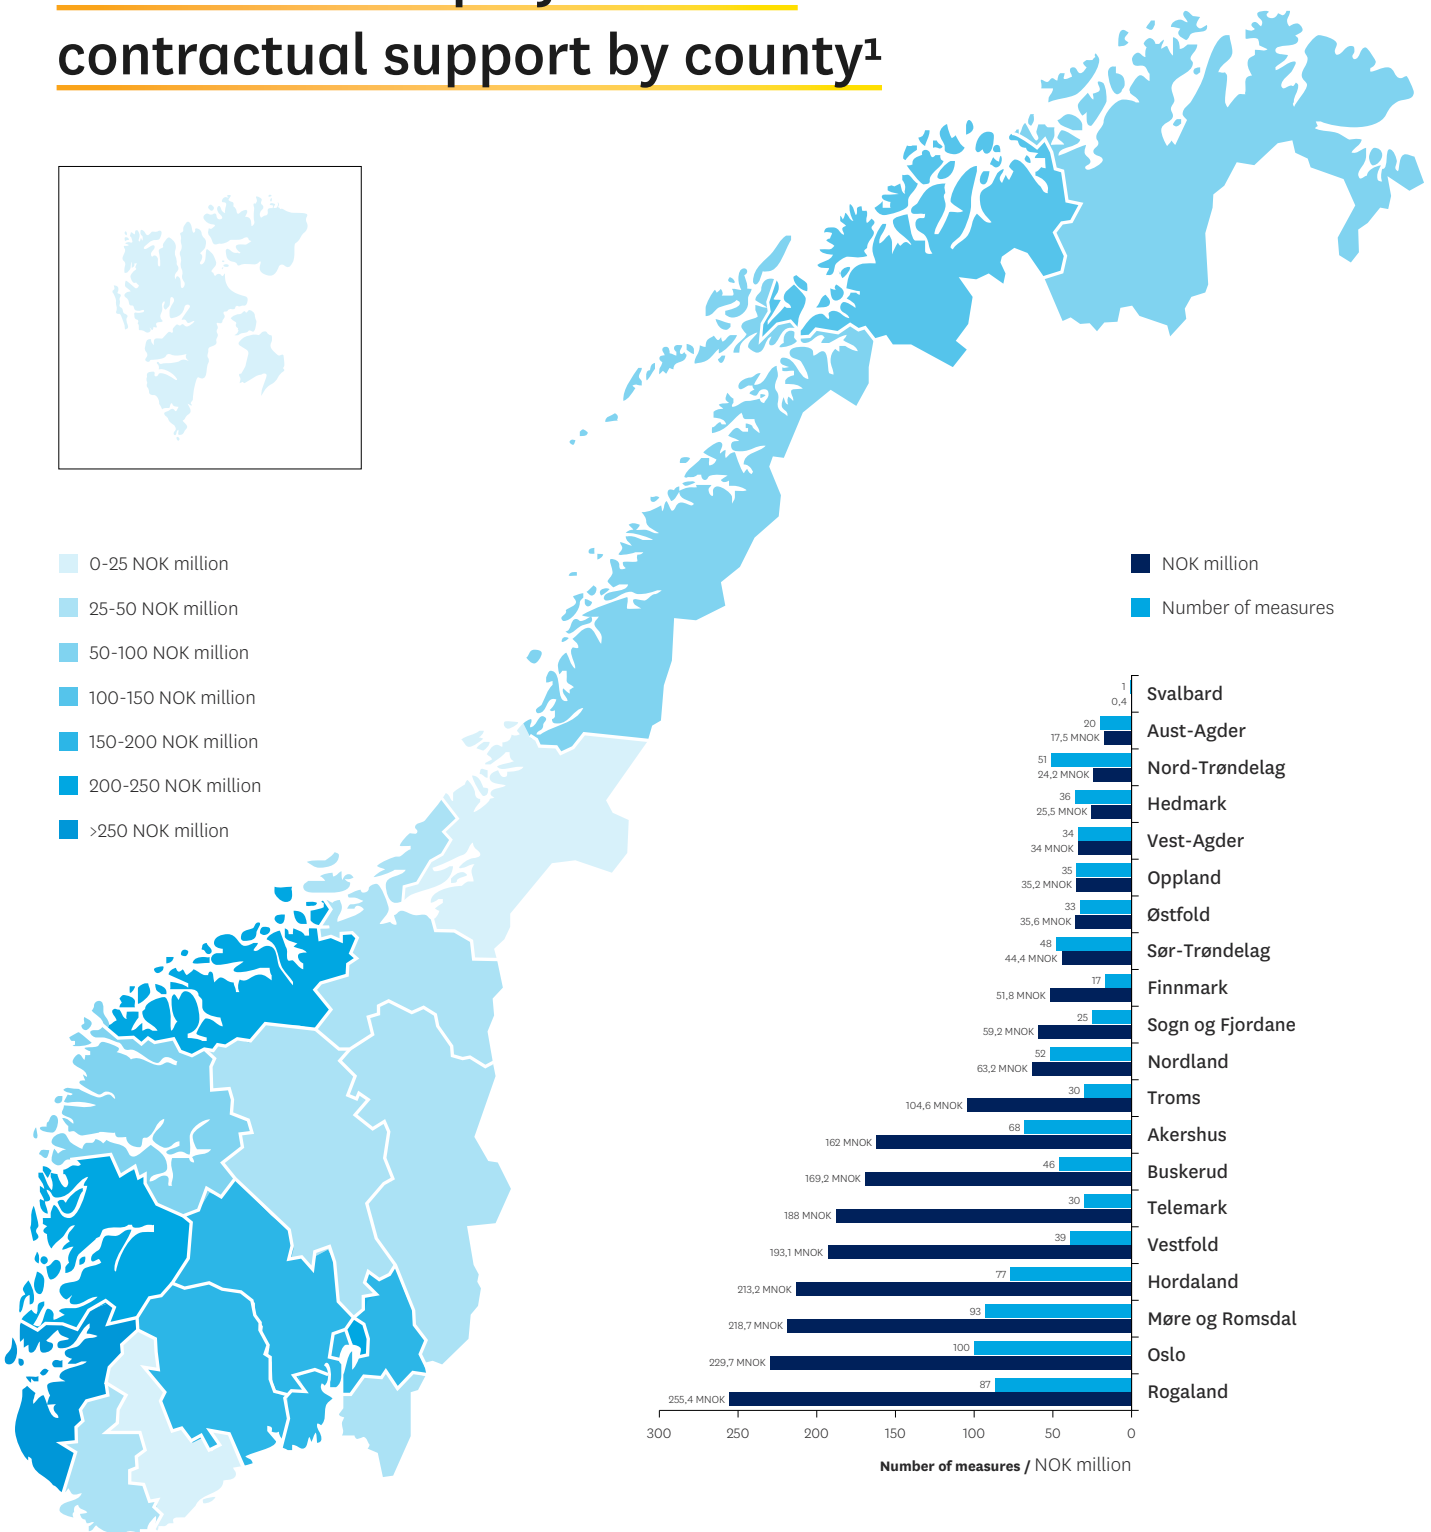 contractual support by county¹
0-25 NOK million
25-50 NOK million
50-100 NOK million
100-150 NOK million
150-200 NOK million
200-250 NOK million
>250 NOK million
NOK million
Number of measures
1
0,4
Svalbard
20
17,5 MNOK
Aust-Agder
51
24,2 MNOK
Nord-Trøndelag
36
25,5 MNOK
Hedmark
34
34 MNOK
Vest-Agder
35
35,2 MNOK
Oppland
33
35,6 MNOK
Østfold
48
44,4 MNOK
Sør-Trøndelag
17
51,8 MNOK
Finnmark
25
59,2 MNOK
Sogn og Fjordane
52
63,2 MNOK
Nordland
30
104,6 MNOK
Troms
68
162 MNOK
Akershus
46
169,2 MNOK
Buskerud
30
188 MNOK
Telemark
39
193,1 MNOK
Vestfold
77
213,2 MNOK
Hordaland
93
218,7 MNOK
Møre og Romsdal
100
229,7 MNOK
Oslo
87
255,4 MNOK
Rogaland
300 250 200 150 100 50 0
Number of measures / NOK million